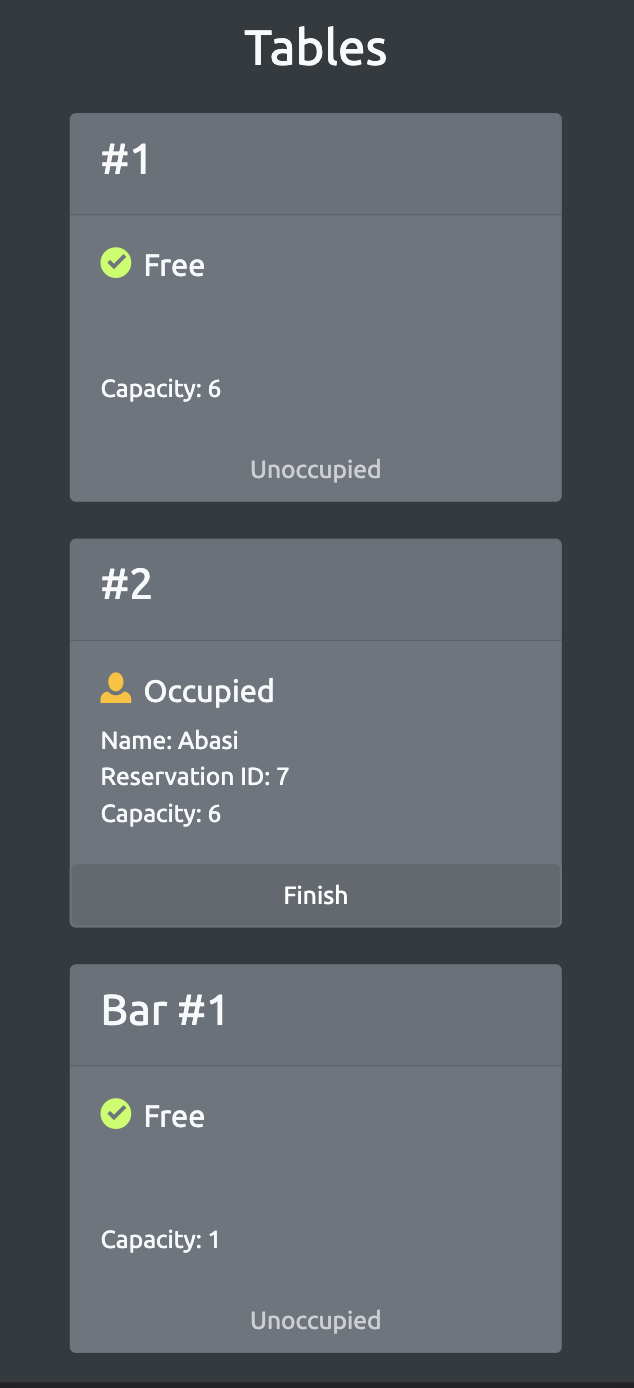 Tables
#1
Free
Capacity: 6
Unoccupied
#2
Occupied
Name: Abasi
Reservation ID: 7
Capacity: 6
Finish
Bar #1
Free
Capacity: 1
Unoccupied